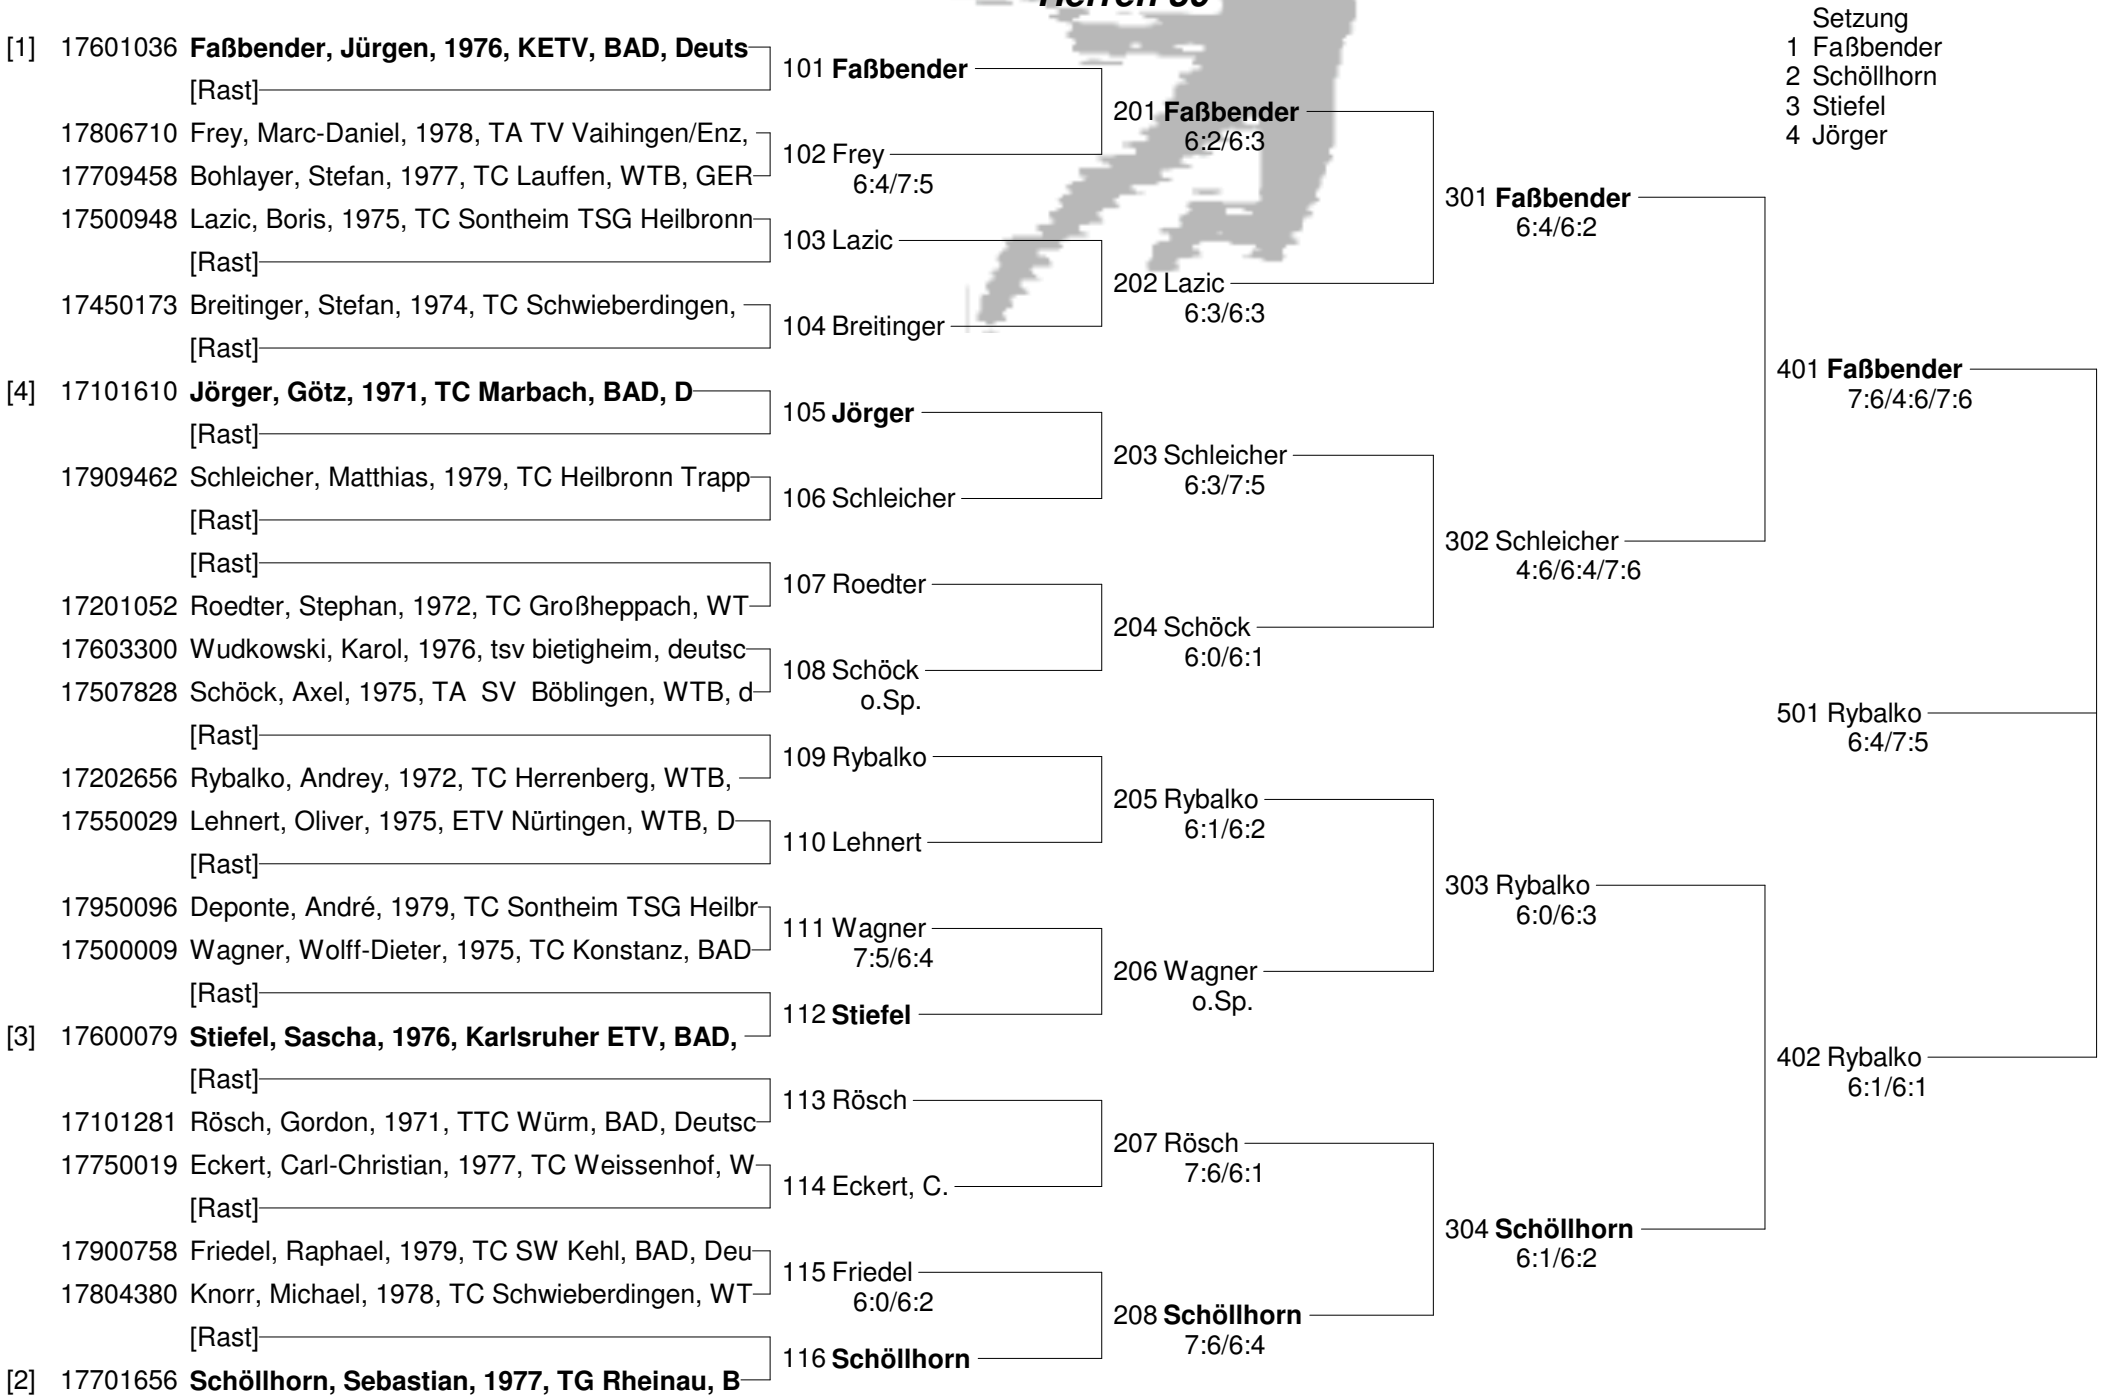 Setzung
1 Faßbender
2 Schöllhorn
3 Stiefel
4 Jörger
[1] 17601036 Faßbender, Jürgen, 1976, KETV, BAD, Deuts
[Rast]
17806710 Frey, Marc-Daniel, 1978, TA TV Vaihingen/Enz,
17709458 Bohlayer, Stefan, 1977, TC Lauffen, WTB, GER
17500948 Lazic, Boris, 1975, TC Sontheim TSG Heilbronn
[Rast]
17450173 Breitinger, Stefan, 1974, TC Schwieberdingen,
[Rast]
[4] 17101610 Jörger, Götz, 1971, TC Marbach, BAD, D
[Rast]
17909462 Schleicher, Matthias, 1979, TC Heilbronn Trapp
[Rast]
[Rast]
17201052 Roedter, Stephan, 1972, TC Großheppach, WT
17603300 Wudkowski, Karol, 1976, tsv bietigheim, deutsc
17507828 Schöck, Axel, 1975, TA SV Böblingen, WTB, d
[Rast]
17202656 Rybalko, Andrey, 1972, TC Herrenberg, WTB,
17550029 Lehnert, Oliver, 1975, ETV Nürtingen, WTB, D
[Rast]
17950096 Deponte, André, 1979, TC Sontheim TSG Heilbr
17500009 Wagner, Wolff-Dieter, 1975, TC Konstanz, BAD
[Rast]
[3] 17600079 Stiefel, Sascha, 1976, Karlsruher ETV, BAD,
[Rast]
17101281 Rösch, Gordon, 1971, TTC Würm, BAD, Deutsc
17750019 Eckert, Carl-Christian, 1977, TC Weissenhof, W
[Rast]
17900758 Friedel, Raphael, 1979, TC SW Kehl, BAD, Deu
17804380 Knorr, Michael, 1978, TC Schwieberdingen, WT
[Rast]
[2] 17701656 Schöllhorn, Sebastian, 1977, TG Rheinau, B
101 Faßbender
102 Frey
6:4/7:5
103 Lazic
104 Breitinger
105 Jörger
106 Schleicher
107 Roedter
108 Schöck
o.Sp.
109 Rybalko
110 Lehnert
111 Wagner
7:5/6:4
112 Stiefel
113 Rösch
114 Eckert, C.
115 Friedel
6:0/6:2
116 Schöllhorn
201 Faßbender
6:2/6:3
202 Lazic
6:3/6:3
203 Schleicher
6:3/7:5
204 Schöck
6:0/6:1
205 Rybalko
6:1/6:2
206 Wagner
o.Sp.
207 Rösch
7:6/6:1
208 Schöllhorn
7:6/6:4
301 Faßbender
6:4/6:2
302 Schleicher
4:6/6:4/7:6
303 Rybalko
6:0/6:3
304 Schöllhorn
6:1/6:2
401 Faßbender
7:6/4:6/7:6
402 Rybalko
6:1/6:1
501 Rybalko
6:4/7:5